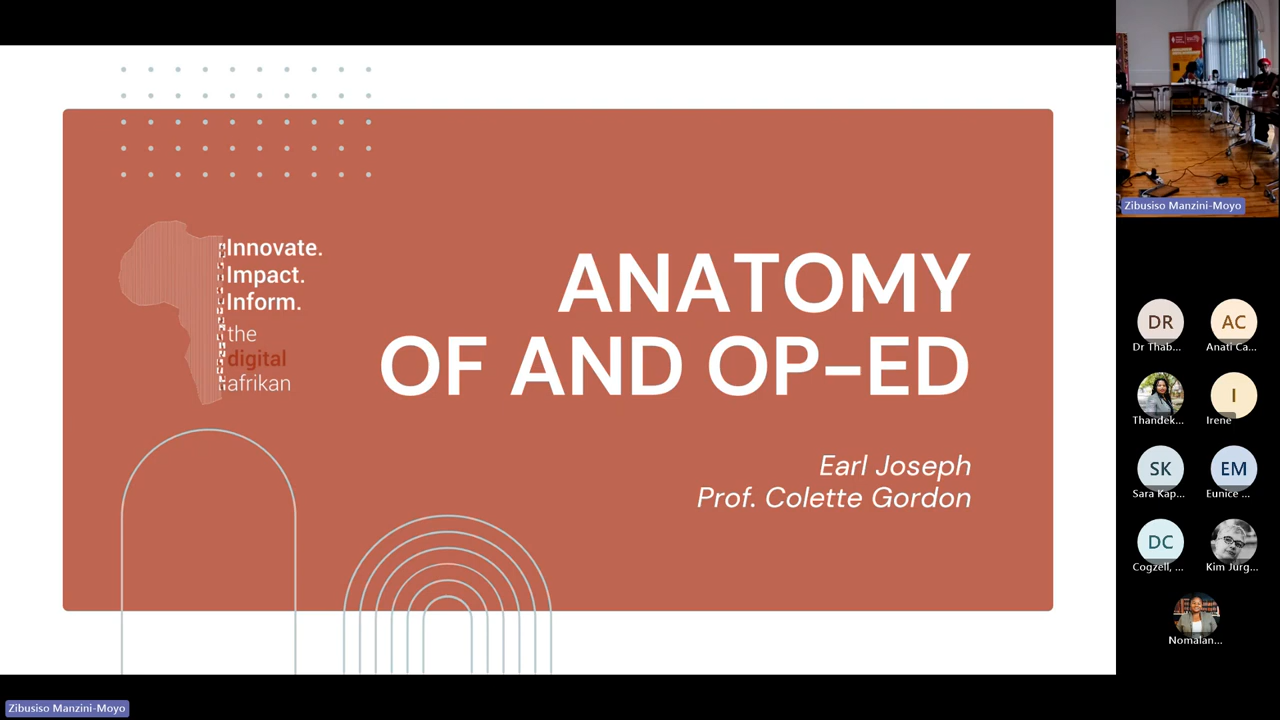 Innovate.
Impact.
Inform.
the
digital
afrikan
ANATOMY
OF AND OP-ED
Earl Joseph
Prof. Colette Gordon
Zibusiso Manzini-Moyo
DR
AC
Dr Thab...
Anati Ca...
I
Thandek...
Irene
SK
EM
Sara Kap...
Eunice ...
DC
Cogzell, ...
Kim Jurg...
Nomalan...
Zibusiso Manzini-Moyo